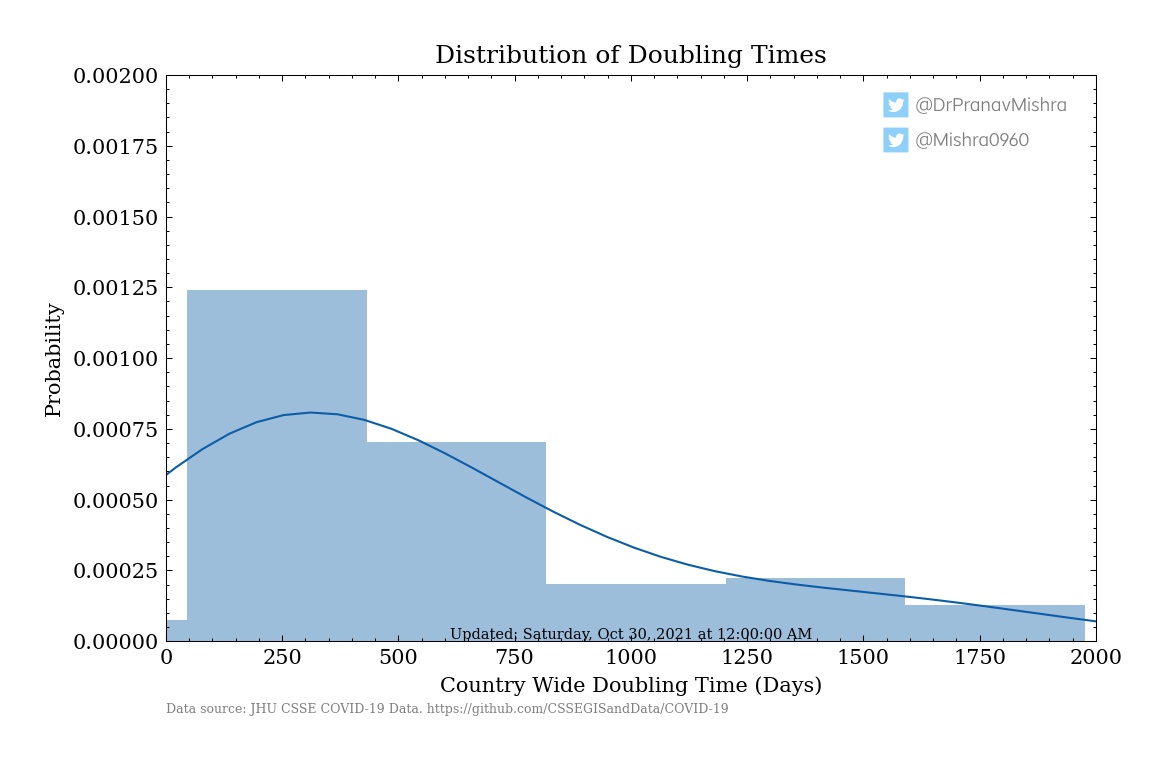 Distribution of Doubling Times
@DrPranavMishra
@Mishra0960
Probability
0.00200
0.00175
0.00150
0.00125
0.00100
0.00075
0.00050
0.00025
0.00000
Updated: Saturday, Oct 30, 2021 at 12:00:00 AM
0 250 500 750 1000 1250 1500 1750 2000
Country Wide Doubling Time (Days)
Data source: JHU CSSE COVID-19 Data. https://github.com/CSSEGISandData/COVID-19